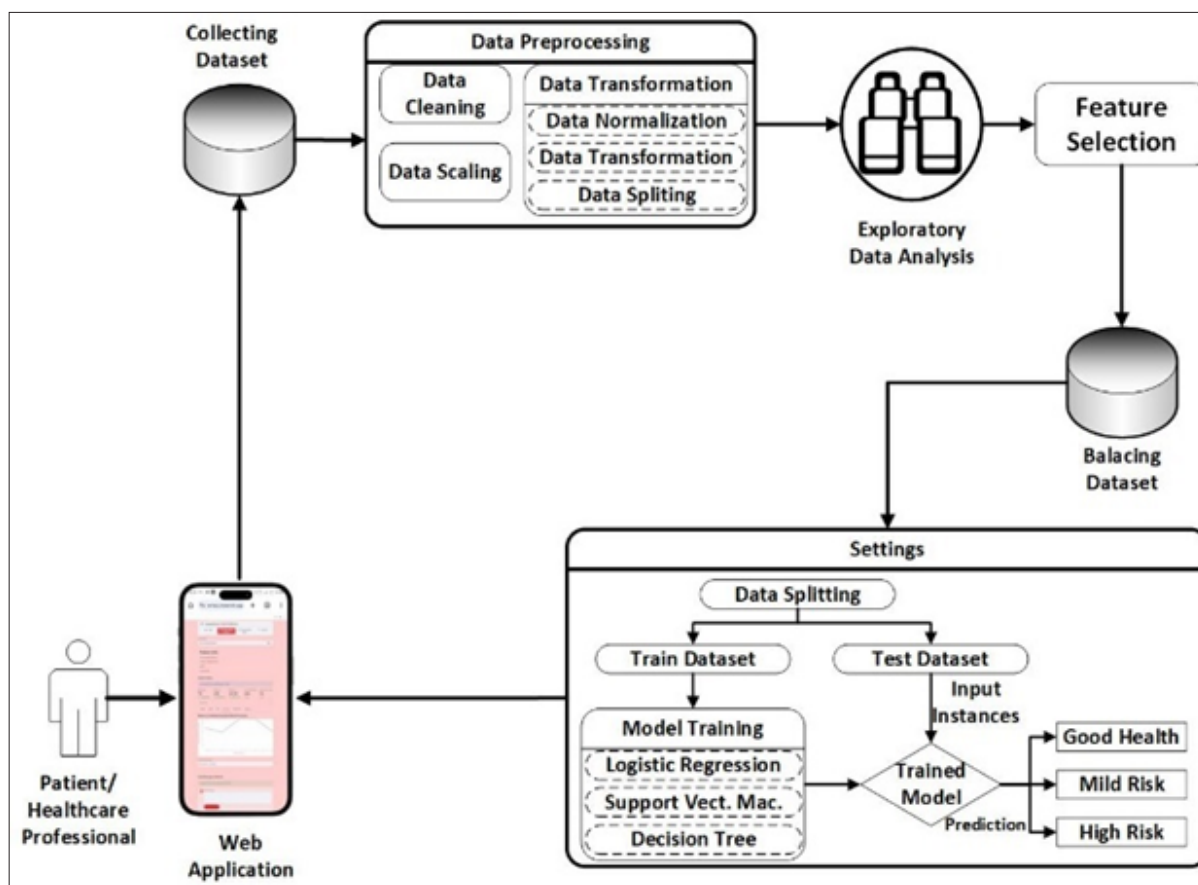 Collecting
Dataset
Data Preprocessing
Data
Cleaning
Data Scaling
Data Transformation
Data Normalization
Data Transformation
Data Spliting
Exploratory
Data Analysis
Feature
Selection
Balacing
Dataset
Settings
Data Splitting
Train Dataset
Test Dataset
Input
Instances
Model Training
Logistic Regression
Support Vect. Mac.
Decision Tree
Trained
Model
Prediction
Good Health
Mild Risk
High Risk
Patient/
Healthcare
Professional
Web
Application